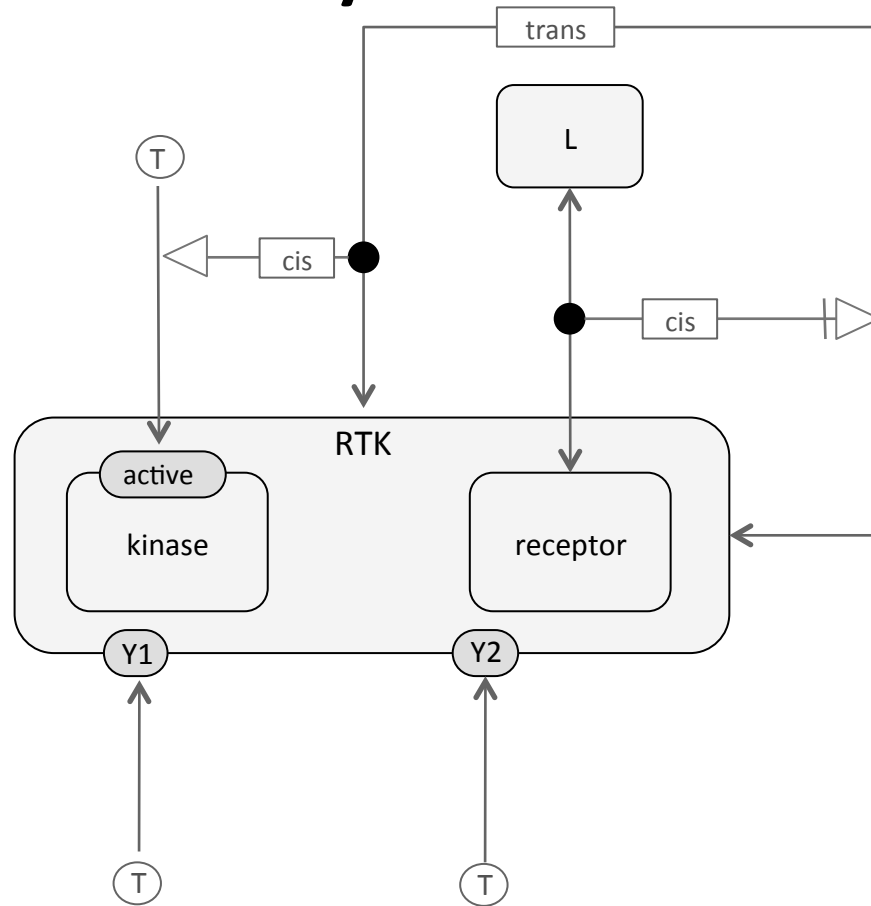 trans
L
T
cis
cis
RTK
active
kinase
receptor
Y1
Y2
T
T